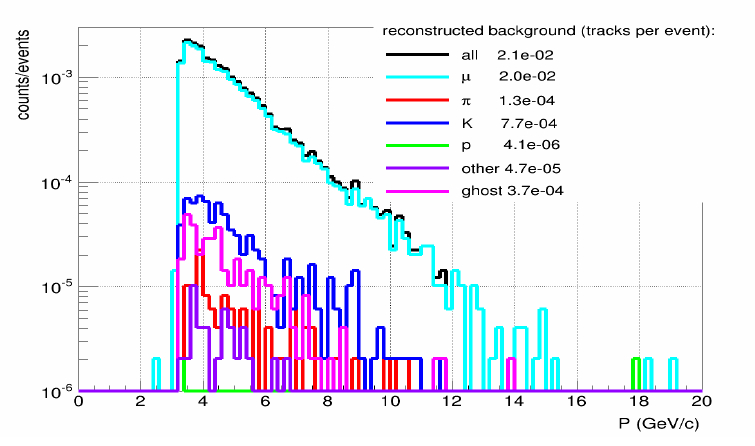 reconstructed background (tracks per event):
all 2.1e-02
μ 2.0e-02
π 1.3e-04
K 7.7e-04
p 4.1e-06
other 4.7e-05
ghost 3.7e-04
counts/events
10-3
10-4
10-5
10-6
0 2 4 6 8 10 12 14 16 18 20
P (GeV/c)